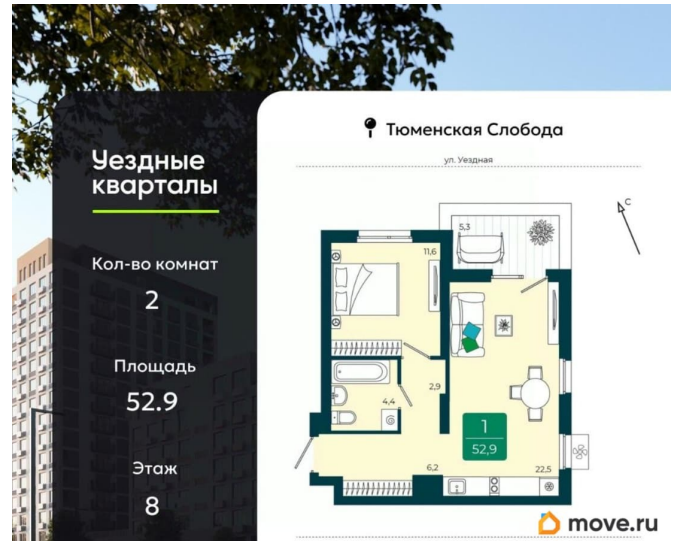 Уездные
кварталы
Кол-во комнат
2
Площадь
52.9
Этаж
8
Тюменская Слобода
ул. Уездная
С
5,3
11,6
2,9
4,4
1
52,9
6,2
22,5
move.ru